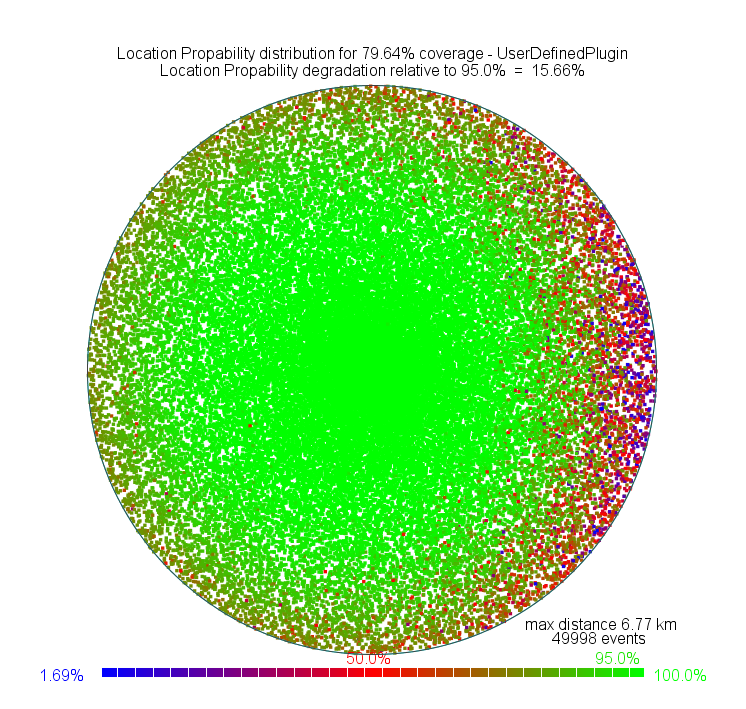 Location Propability distribution for 79.64% coverage - UserDefinedPlugin
Location Propability degradation relative to 95.0% = 15.66%
max distance 6.77 km
49998 events
50.0% 95.0%
1.69% 100.0%